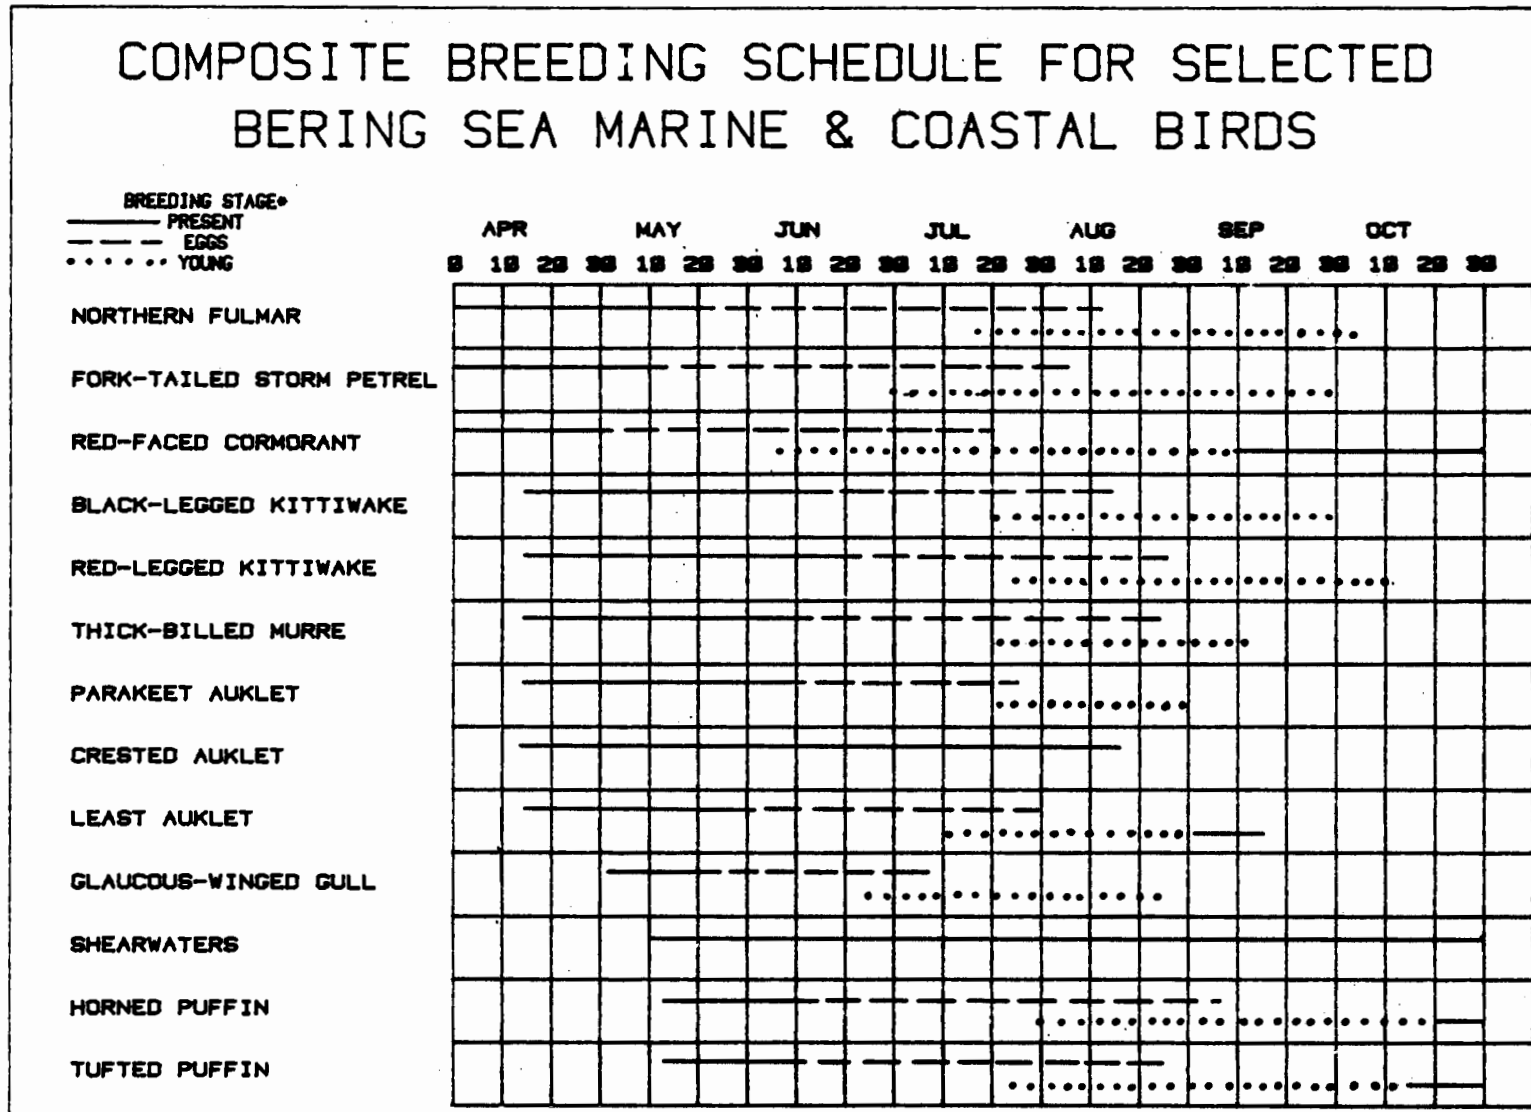 COMPOSITE BREEDING SCHEDULE FOR SELECTED
BERING SEA MARINE & COASTAL BIRDS
BREEDING STAGE*
PRESENT
EGGS
YOUNG
APR MAY JUN JUL AUG SEP OCT
0 10 20 30 10 20 30 10 20 30 10 20 30 10 20 30 10 20 30 10 20 30
NORTHERN FULMAR
FORK-TAILED STORM PETREL
RED-FACED CORMORANT
BLACK-LEGGED KITTIWAKE
RED-LEGGED KITTIWAKE
THICK-BILLED MURRE
PARAKEET AUKLET
CRESTED AUKLET
LEAST AUKLET
GLAUCOUS-WINGED GULL
SHEARWATERS
HORNED PUFFIN
TUFTED PUFFIN